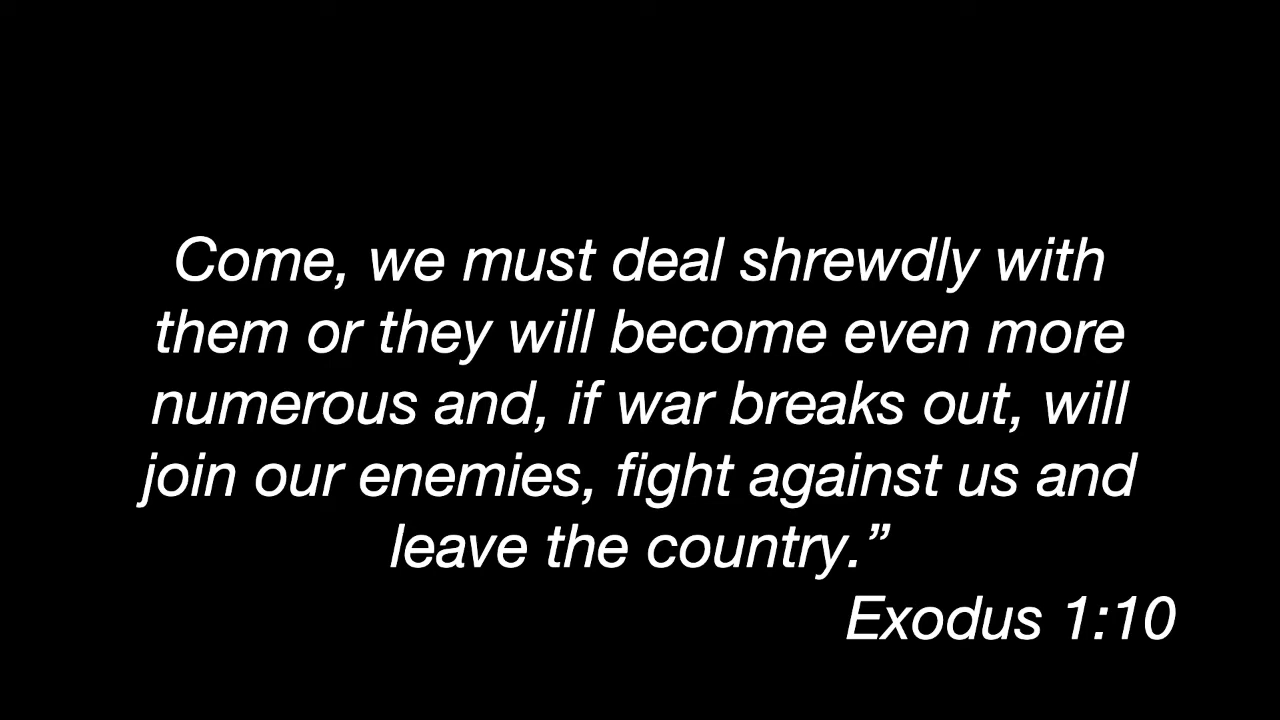 Come, we must deal shrewdly with
them or they will become even more
numerous and, if war breaks out, will
join our enemies, fight against us and
leave the country.”
Exodus 1:10